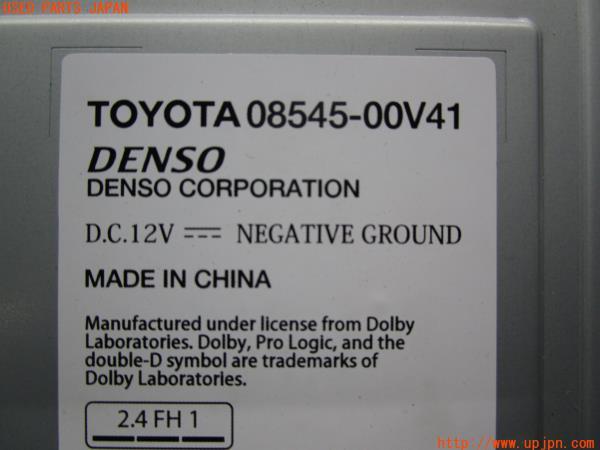 USED PARTS JAPAN
TOYOTA 08545-00V41
DENSO
DENSO CORPORATION
D.C.12V ⎓ NEGATIVE GROUND
MADE IN CHINA
Manufactured under license from Dolby
Laboratories. Dolby, Pro Logic, and the
double-D symbol are trademarks of
Dolby Laboratories.
2.4 FH 1
http://www.upjpn.com